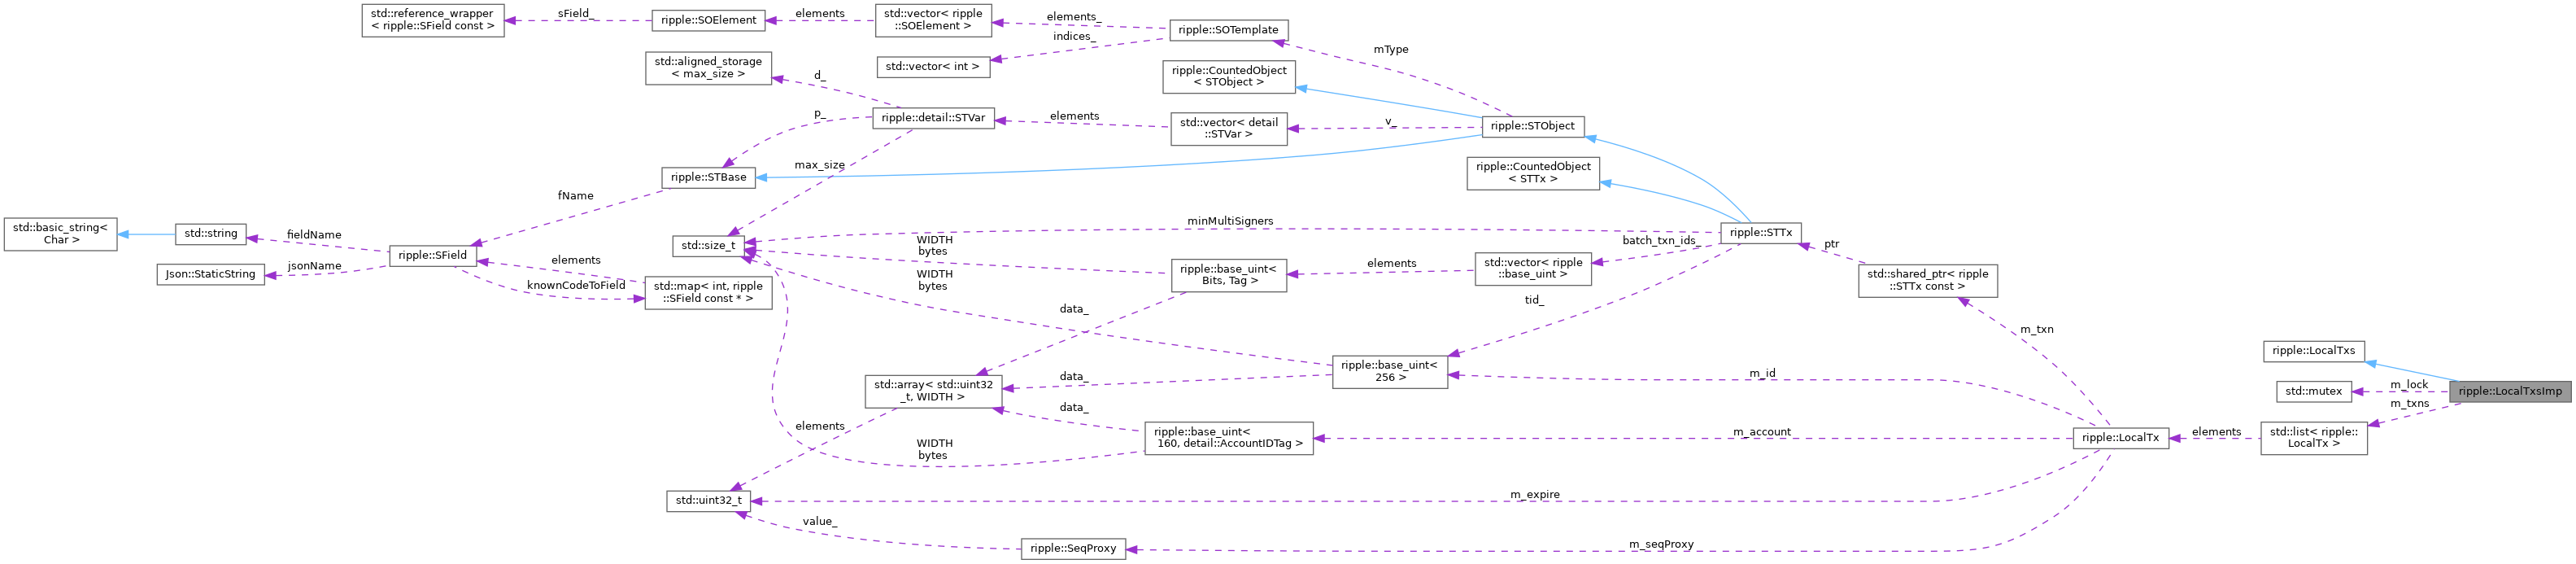 std::reference_wrapper
< ripple::SField const >
sField_
ripple::SOElement
elements
std::vector< ripple
::SOElement >
elements_
indices_
ripple::SOTemplate
mType
std::vector< int >
std::aligned_storage
< max_size >
d_
ripple::CountedObject
< STObject >
p_
ripple::detail::STVar
elements
std::vector< detail
::STVar >
v_
ripple::STObject
max_size
ripple::STBase
ripple::CountedObject
< STTx >
fName
std::basic_string<
Char >
std::string
fieldName
Json::StaticString
jsonName
ripple::SField
elements
knownCodeToField
std::map< int, ripple
::SField const * >
std::size_t
minMultiSigners
WIDTH
bytes
WIDTH
bytes
ripple::base_uint<
Bits, Tag >
elements
std::vector< ripple
::base_uint >
batch_txn_ids_
ripple::STTx
ptr
std::shared_ptr< ripple
::STTx const >
tid_
data_
m_txn
ripple::base_uint<
256 >
ripple::LocalTxs
std::array< std::uint32
_t, WIDTH >
data_
m_id
std::mutex
m_lock
ripple::LocalTxsImp
m_txns
data_
elements
WIDTH
bytes
ripple::base_uint<
160, detail::AccountIDTag >
m_account
ripple::LocalTx
elements
std::list< ripple::
LocalTx >
std::uint32_t
m_expire
value_
ripple::SeqProxy
m_seqProxy